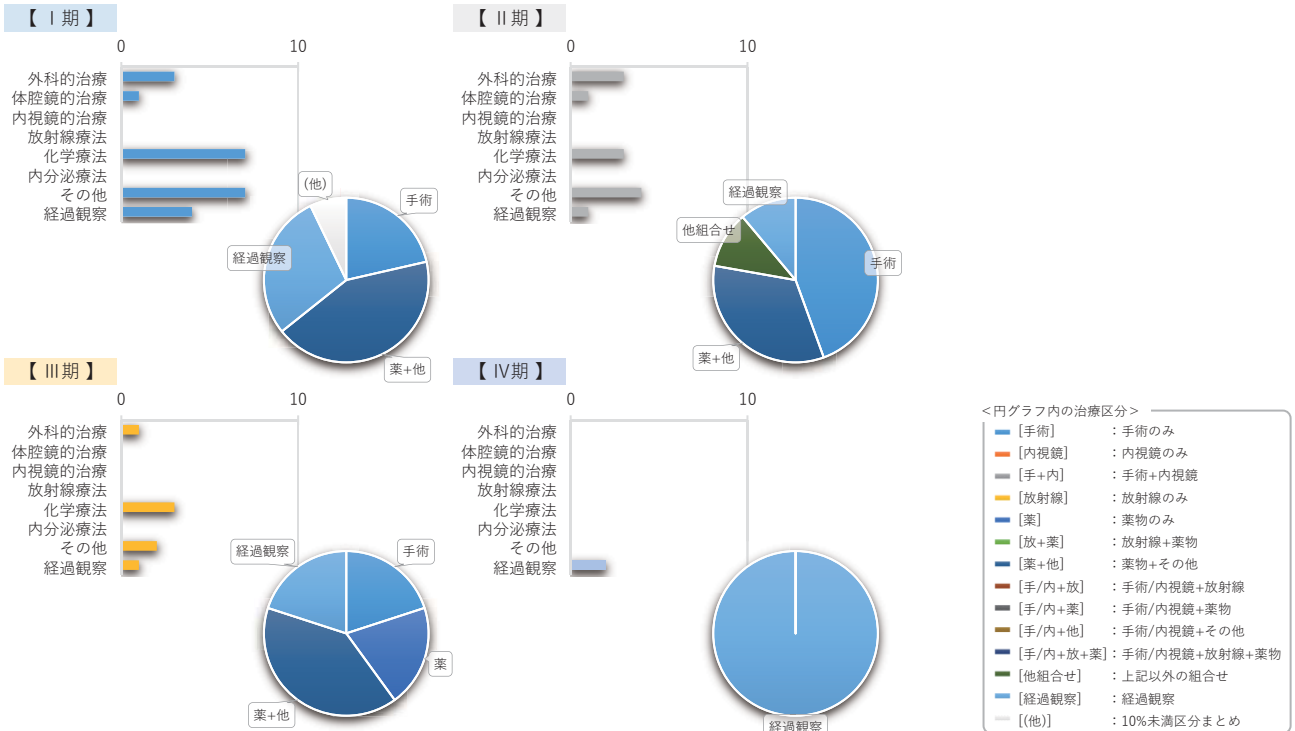 【 Ⅰ期 】
0 10
外科的治療
体腔鏡的治療
内視鏡的治療
放射線療法
化学療法
内分泌療法
その他
経過観察
(他)
手術
経過観察
薬+他
【 Ⅱ期 】
0 10
外科的治療
体腔鏡的治療
内視鏡的治療
放射線療法
化学療法
内分泌療法
その他
経過観察
経過観察
他組合せ
手術
薬+他
【 Ⅲ期 】
0 10
外科的治療
体腔鏡的治療
内視鏡的治療
放射線療法
化学療法
内分泌療法
その他
経過観察
経過観察
手術
薬
薬+他
【 Ⅳ期 】
0 10
外科的治療
体腔鏡的治療
内視鏡的治療
放射線療法
化学療法
内分泌療法
その他
経過観察
経過観察
＜円グラフ内の治療区分＞
[手術] ：手術のみ
[内視鏡] ：内視鏡のみ
[手+内] ：手術+内視鏡
[放射線] ：放射線のみ
[薬] ：薬物のみ
[放+薬] ：放射線+薬物
[薬+他] ：薬物+その他
[手/内+放] ：手術/内視鏡+放射線
[手/内+薬] ：手術/内視鏡+薬物
[手/内+他] ：手術/内視鏡+その他
[手/内+放+薬] ：手術/内視鏡+放射線+薬物
[他組合せ] ：上記以外の組合せ
[経過観察] ：経過観察
[(他)] ：10%未満区分まとめ